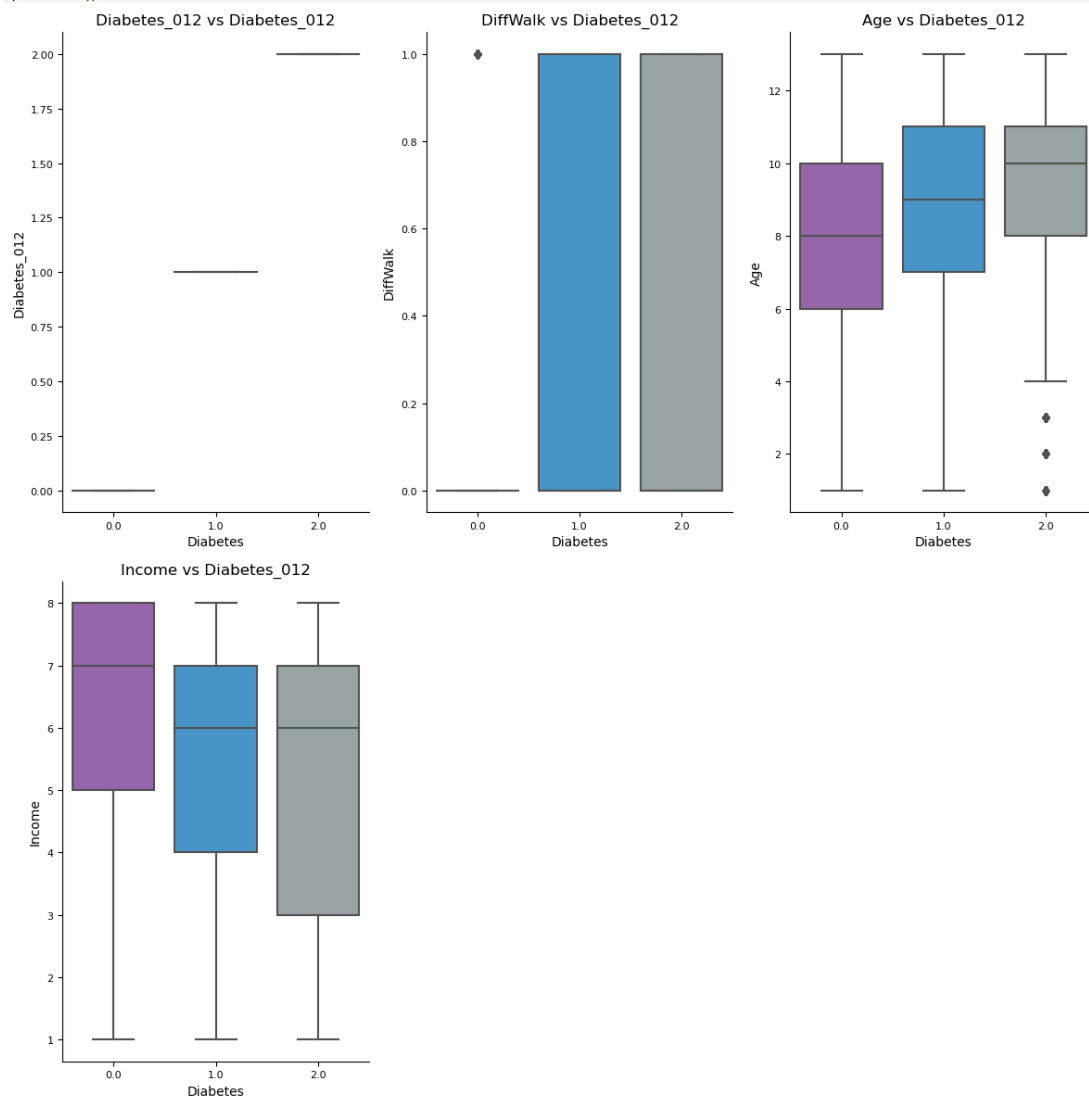 Diabetes_012 vs Diabetes_012
DiffWalk vs Diabetes_012
Age vs Diabetes_012
Diabetes_012
2.00
1.75
1.50
1.25
1.00
0.75
0.50
0.25
0.00
0.0 1.0 2.0
Diabetes
DiffWalk
1.0
0.8
0.6
0.4
0.2
0.0
0.0 1.0 2.0
Diabetes
Age
12
10
8
6
4
2
0.0 1.0 2.0
Diabetes
Income vs Diabetes_012
Income
8
7
6
5
4
3
2
1
0.0 1.0 2.0
Diabetes